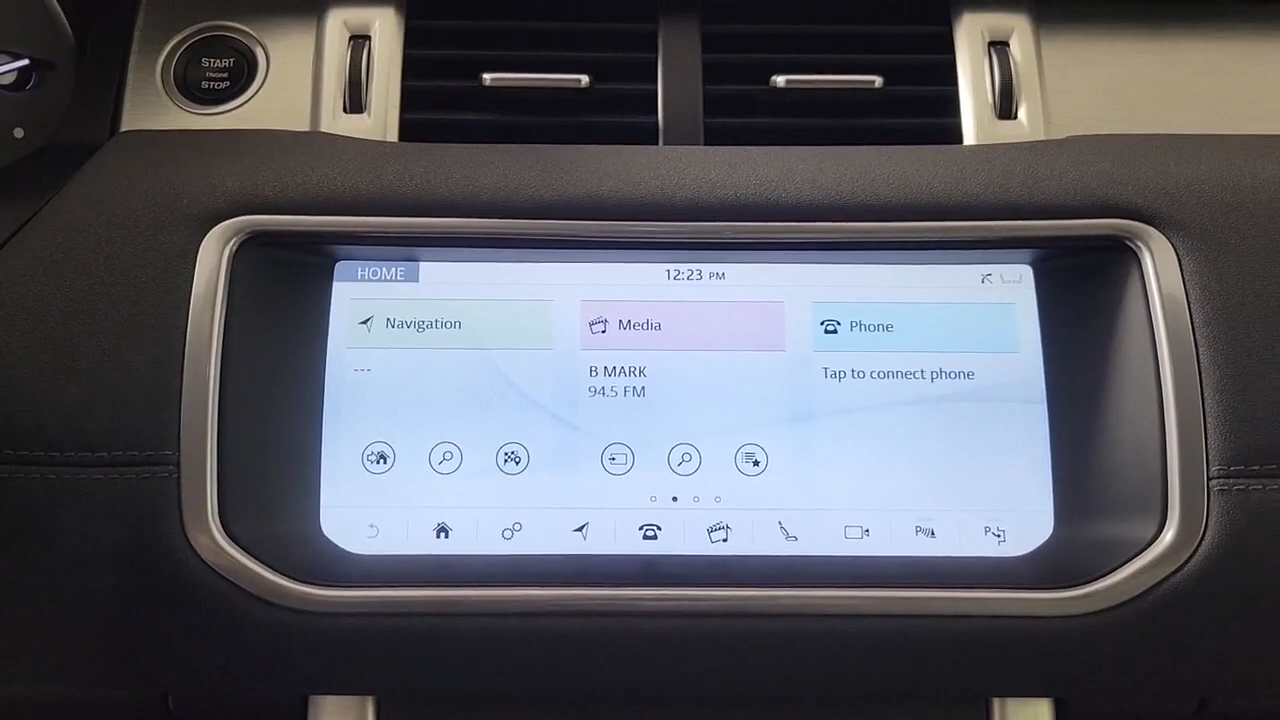 START
ENGINE
STOP
HOME
12:23 PM
Navigation
Media
Phone
---
B MARK
94.5 FM
Tap to connect phone
P
P